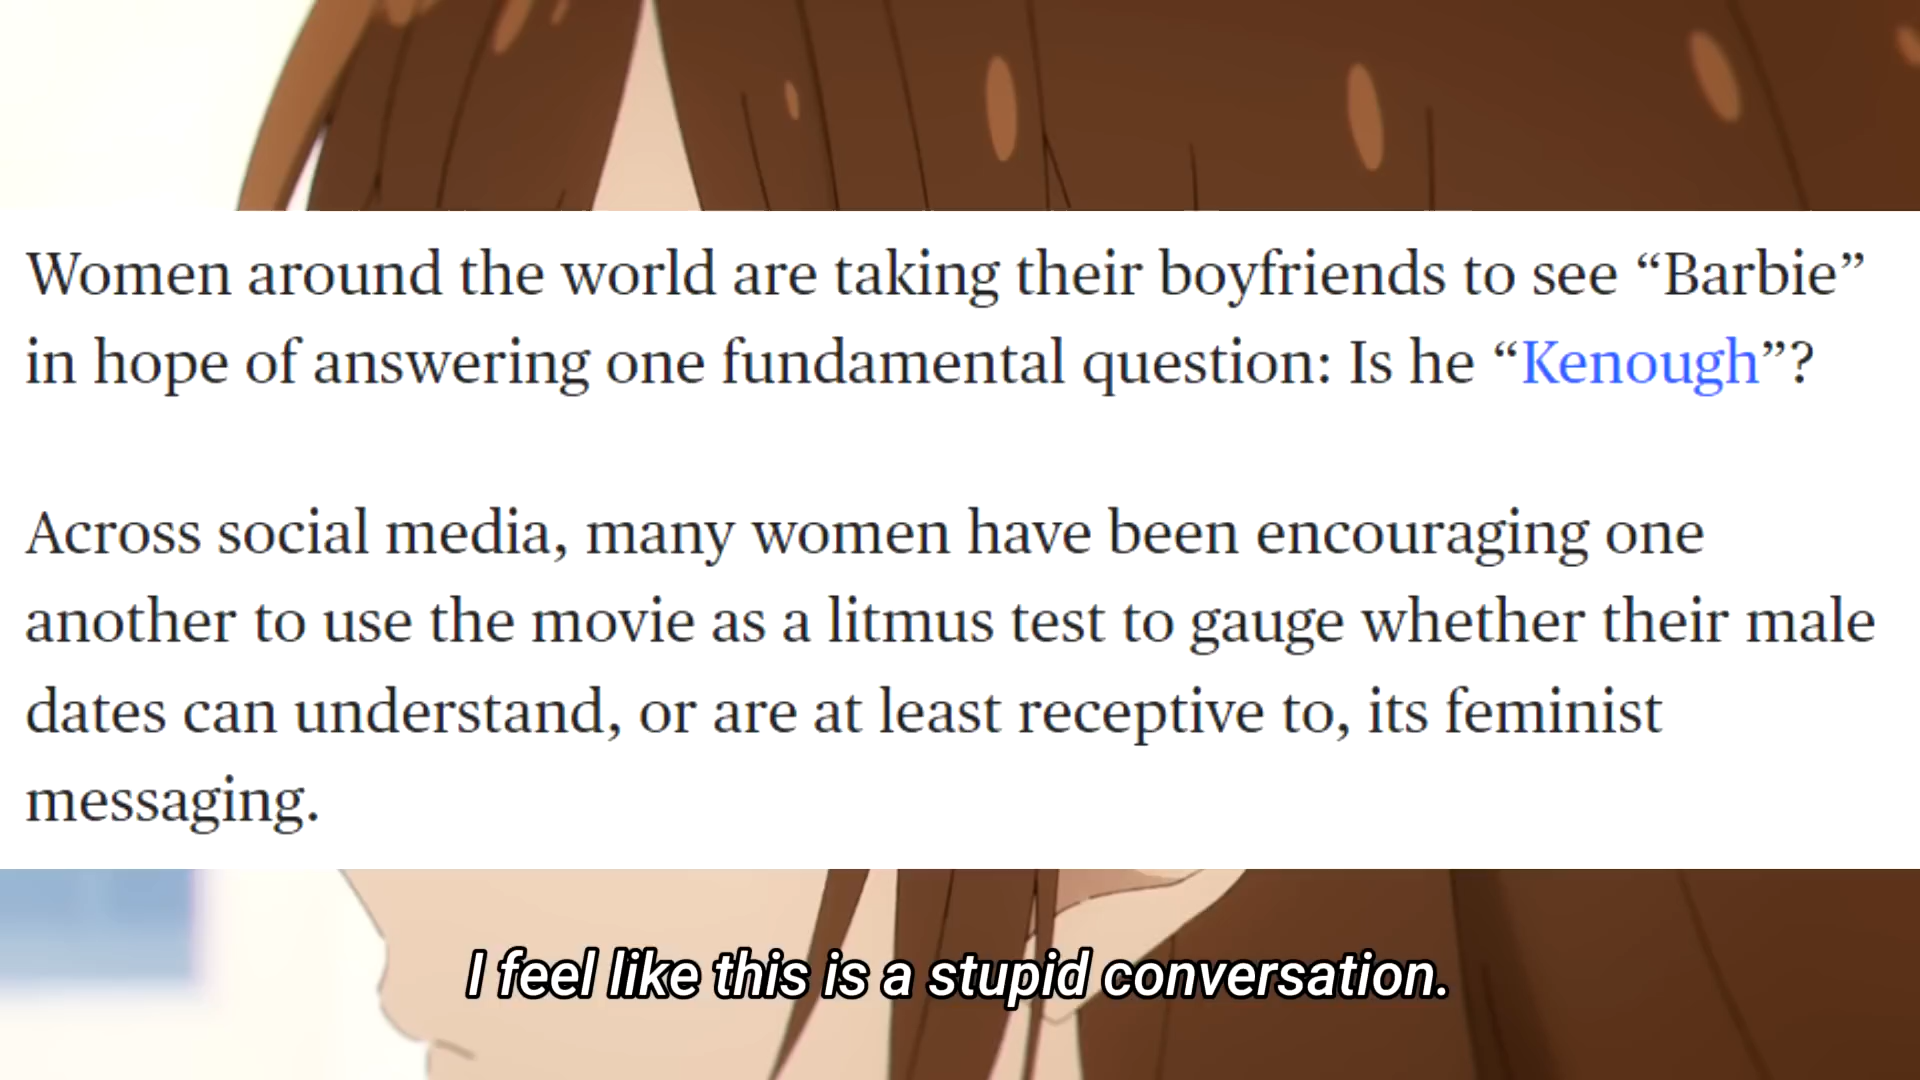 Women around the world are taking their boyfriends to see “Barbie”
in hope of answering one fundamental question: Is he “Kenough”?
Across social media, many women have been encouraging one
another to use the movie as a litmus test to gauge whether their male
dates can understand, or are at least receptive to, its feminist
messaging.
I feel like this is a stupid conversation.